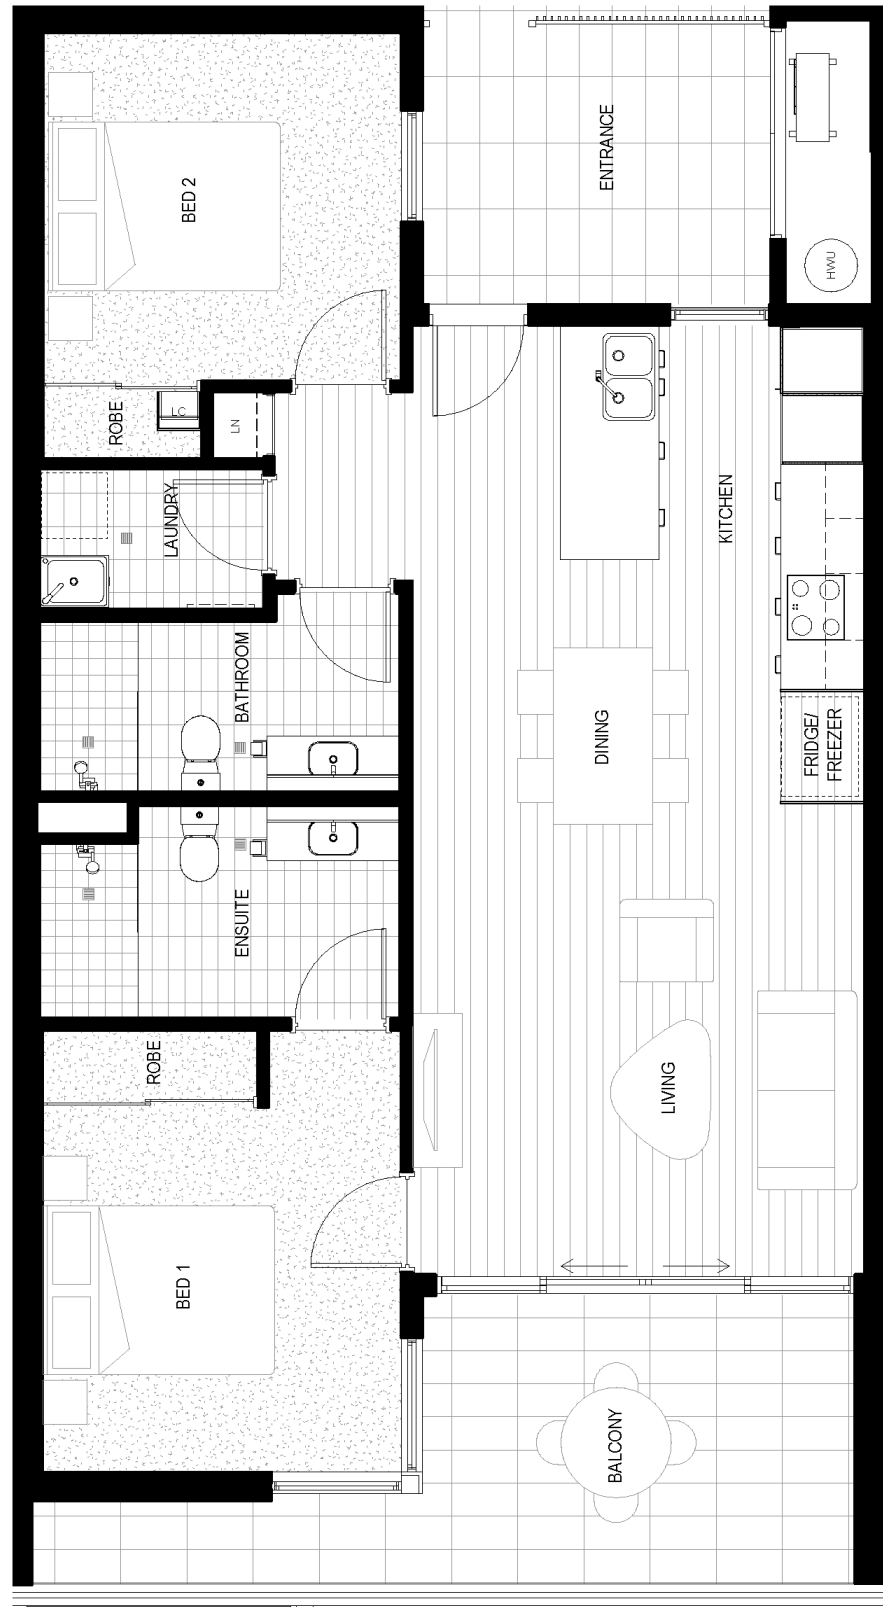 ENTRANCE
BED 2
HWU
ROBE
LC
LN
LAUNDRY
KITCHEN
BATHROOM
DINING
FRIDGE/
FREEZER
ENSUITE
ROBE
LIVING
BED 1
BALCONY